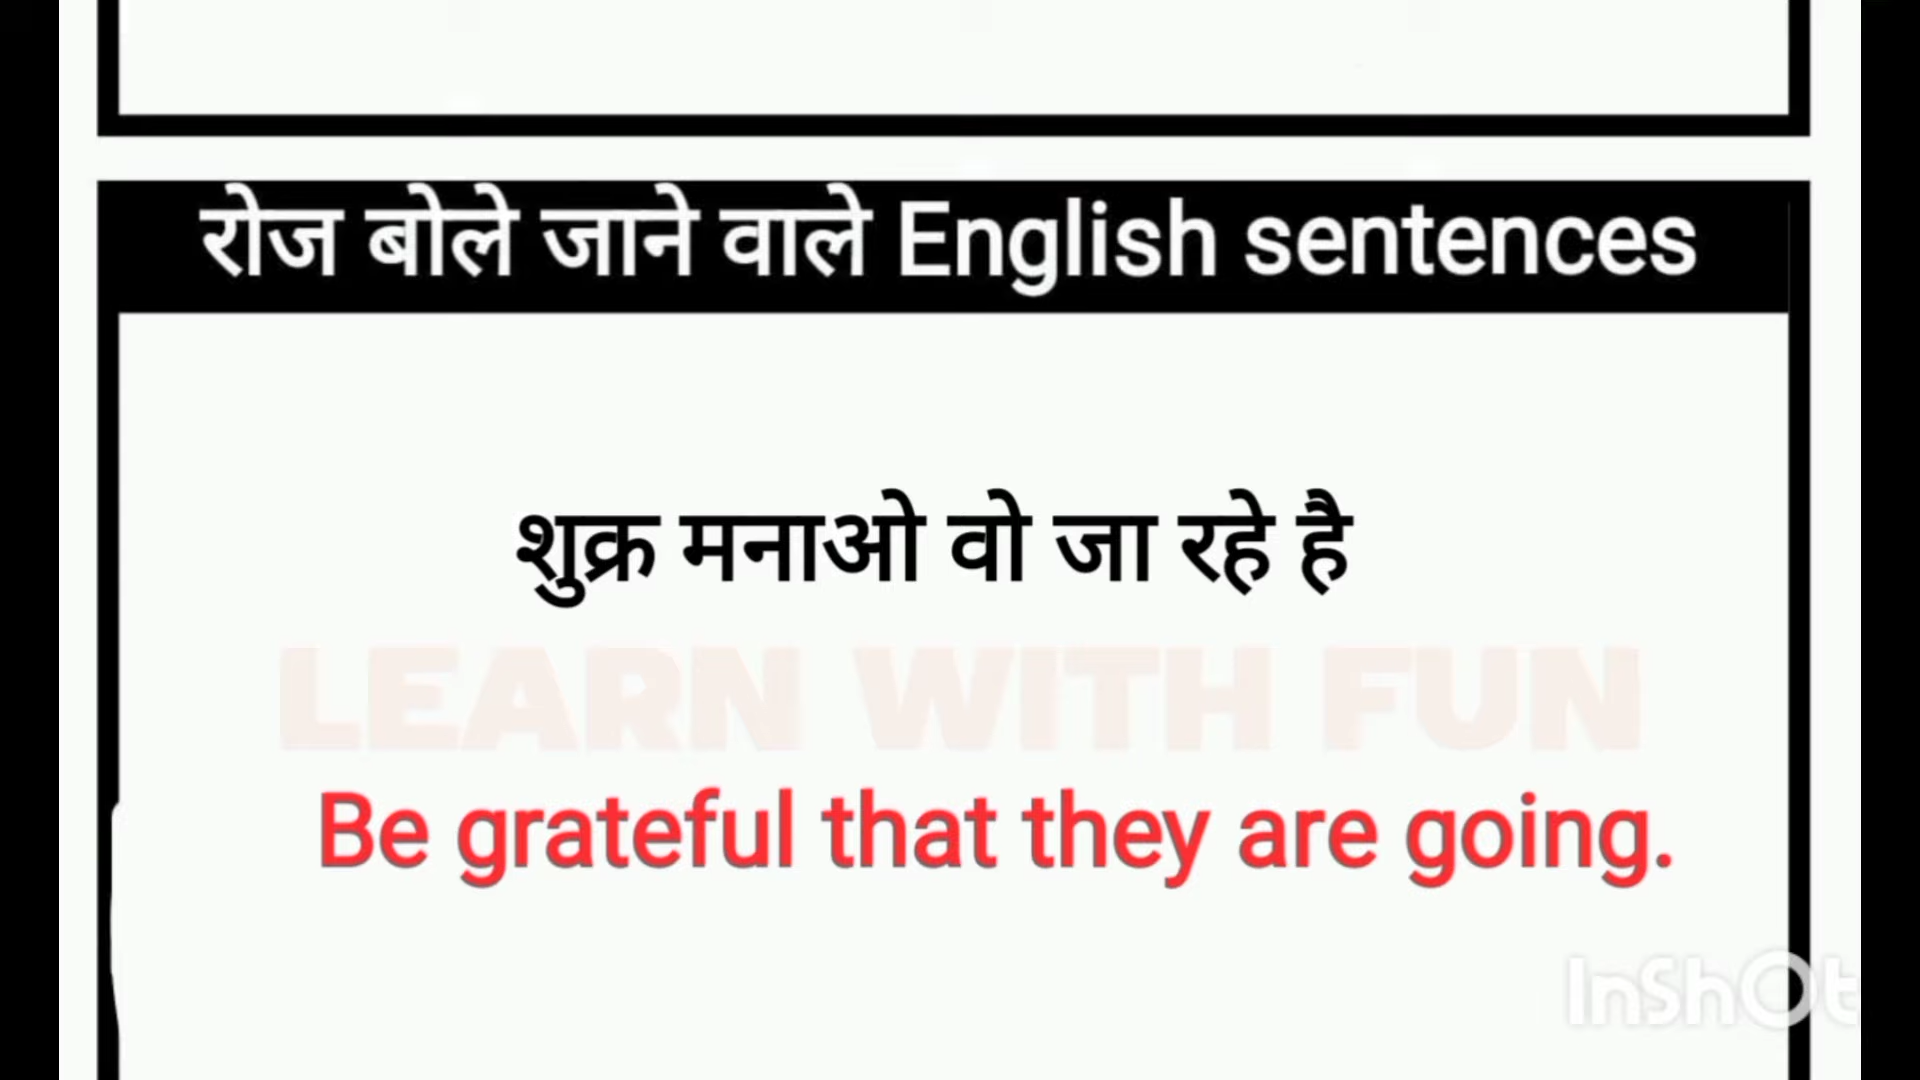 रोज बोले जाने वाले English sentences
शुक्र मनाओ वो जा रहे है
LEARN WITH FUN
Be grateful that they are going.
InShOt